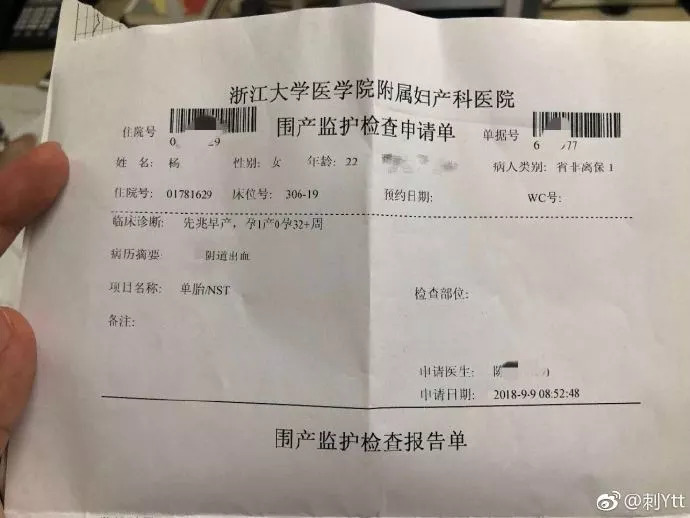 浙江大学医学院附属妇产科医院
围产监护检查申请单
住院号 0 29 单据号 6 77
姓 名: 杨 性别: 女 年龄: 22 病人类别: 省非离保1
住院号: 01781629 床位号: 306-19 预约日期: WC号:
临床诊断: 先兆早产, 孕1产0孕32+周
病历摘要: 阴道出血
项目名称: 单胎/NST 检查部位:
备注:
申请医生: 陈
申请日期: 2018-9-9 08:52:48
围产监护检查报告单
@刺Ytt